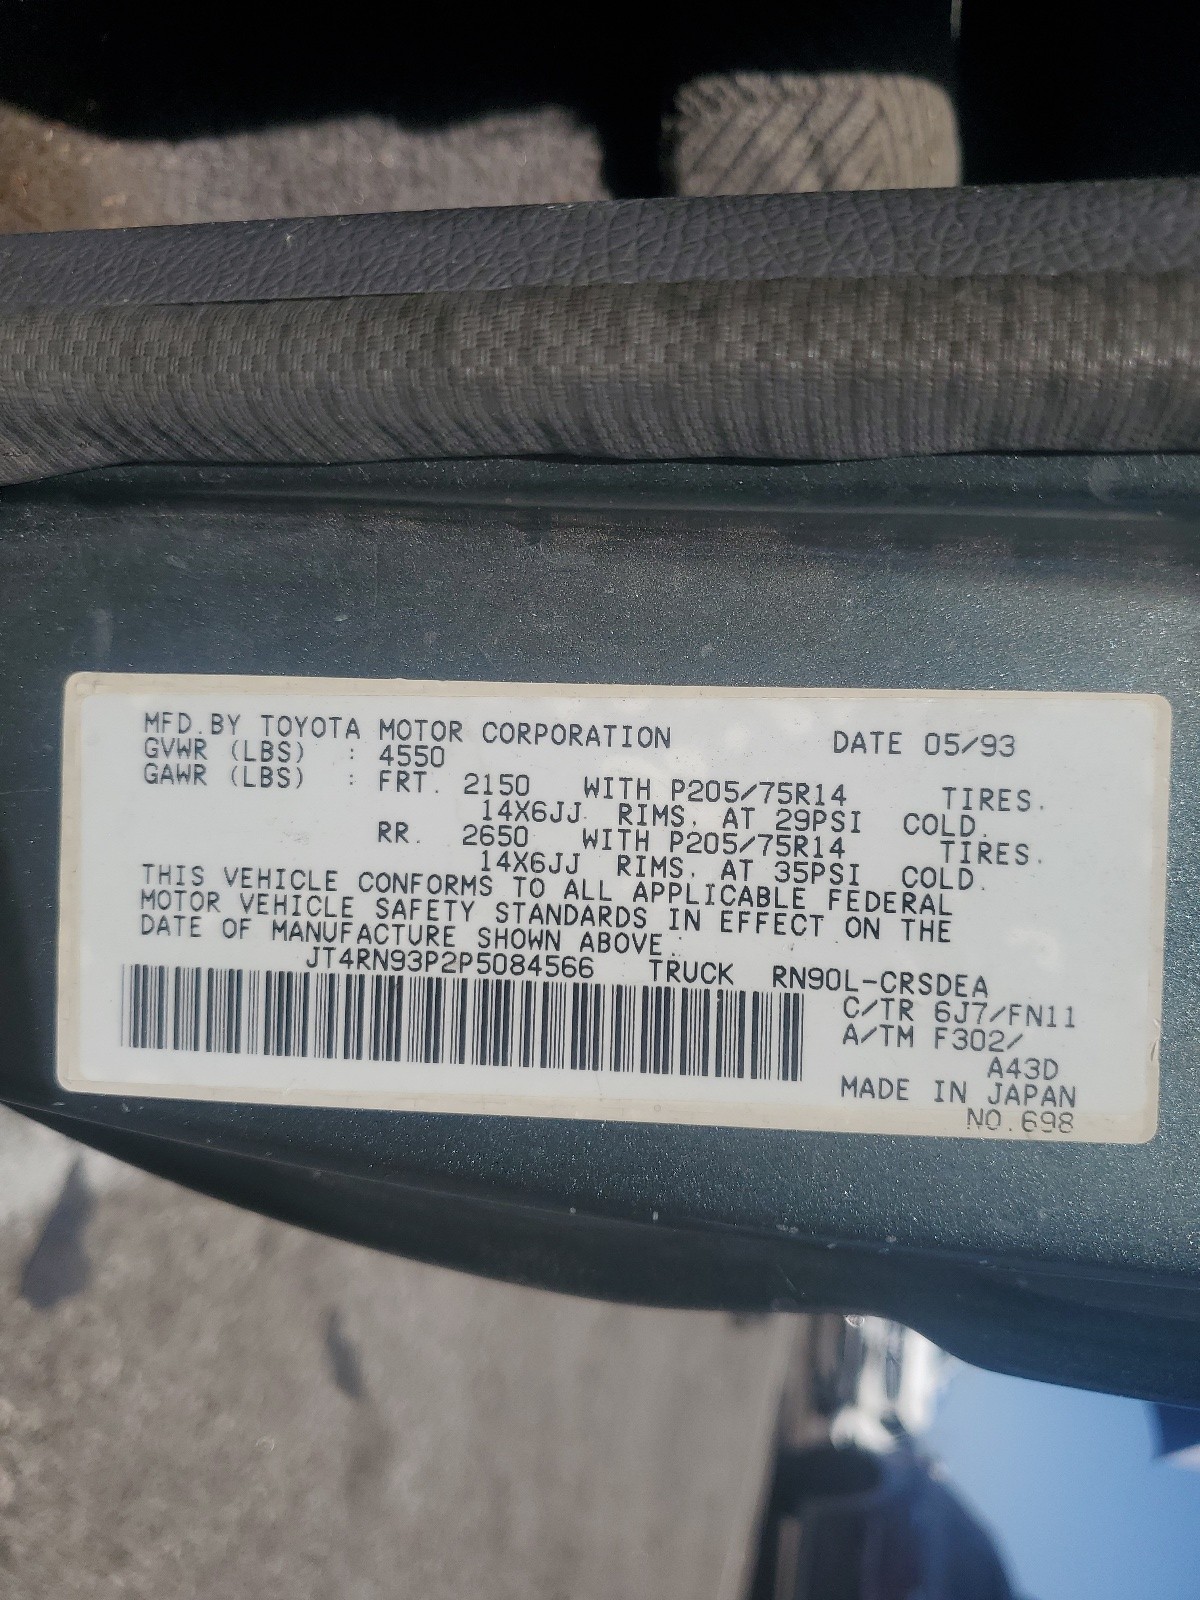 MFD.BY TOYOTA MOTOR CORPORATION DATE 05/93
GVWR (LBS) : 4550
GAWR (LBS) : FRT. 2150 WITH P205/75R14 TIRES.
14X6JJ RIMS, AT 29PSI COLD.
RR. 2650 WITH P205/75R14 TIRES.
14X6JJ RIMS, AT 35PSI COLD.
THIS VEHICLE CONFORMS TO ALL APPLICABLE FEDERAL
MOTOR VEHICLE SAFETY STANDARDS IN EFFECT ON THE
DATE OF MANUFACTURE SHOWN ABOVE.
JT4RN93P2P5084566 TRUCK RN90L-CRSDEA
C/TR 6J7/FN11
A/TM F302/
A43D
MADE IN JAPAN
NO.698